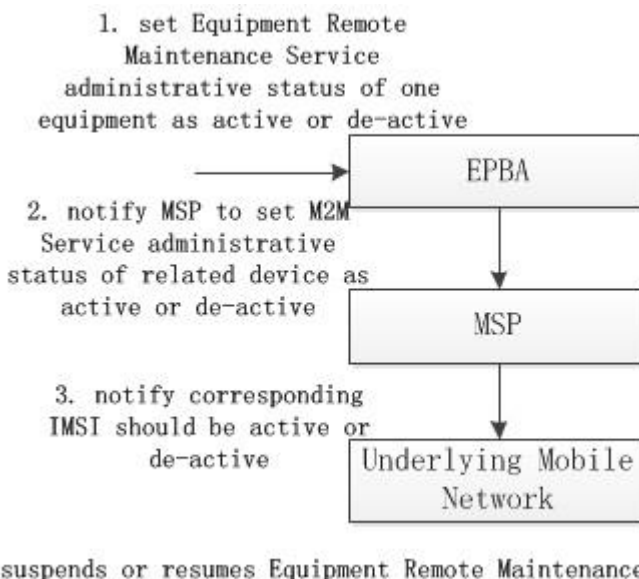 1. set Equipment Remote
Maintenance Service
administrative status of one
equipment as active or de-active
EPBA
2. notify MSP to set M2M
Service administrative
status of related device as
active or de-active
MSP
3. notify corresponding
IMSI should be active or
de-active
Underlying Mobile
Network
suspends or resumes Equipment Remote Maintenance